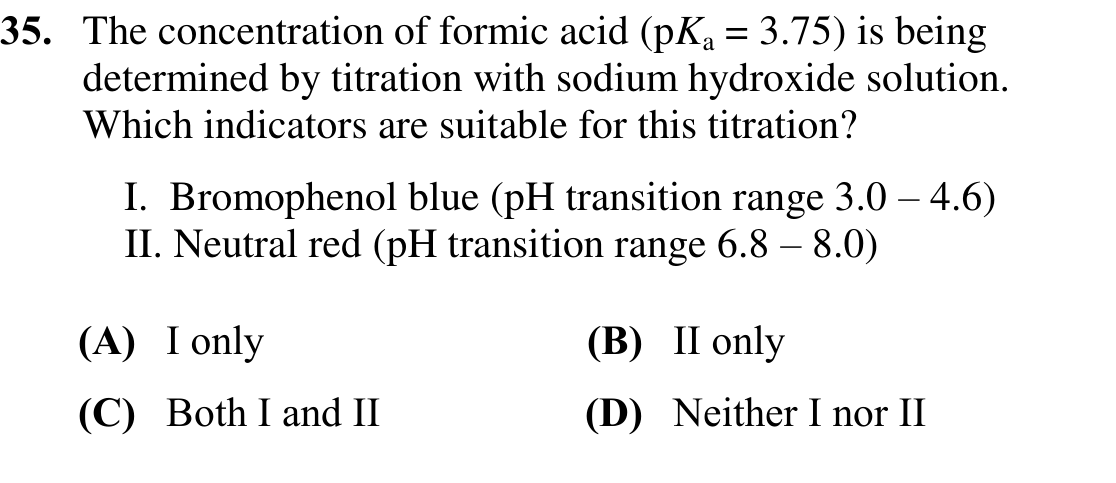 35. The concentration of formic acid (pKa = 3.75) is being
determined by titration with sodium hydroxide solution.
Which indicators are suitable for this titration?
I. Bromophenol blue (pH transition range 3.0 – 4.6)
II. Neutral red (pH transition range 6.8 – 8.0)
(A) I only (B) II only
(C) Both I and II (D) Neither I nor II